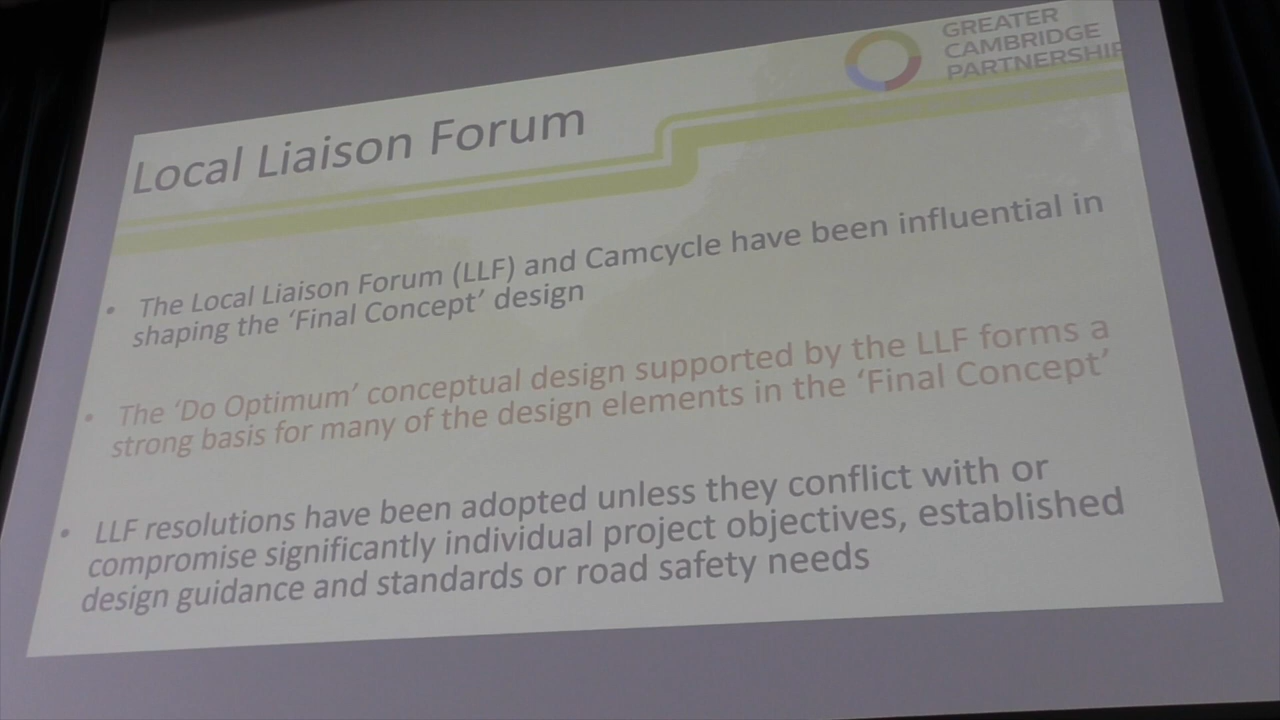 GREATER
CAMBRIDGE
PARTNERSHIP
Local Liaison Forum
• The Local Liaison Forum (LLF) and Camcycle have been influential in
shaping the ‘Final Concept’ design
• The ‘Do Optimum’ conceptual design supported by the LLF forms a
strong basis for many of the design elements in the ‘Final Concept’
• LLF resolutions have been adopted unless they conflict with or
compromise significantly individual project objectives, established
design guidance and standards or road safety needs